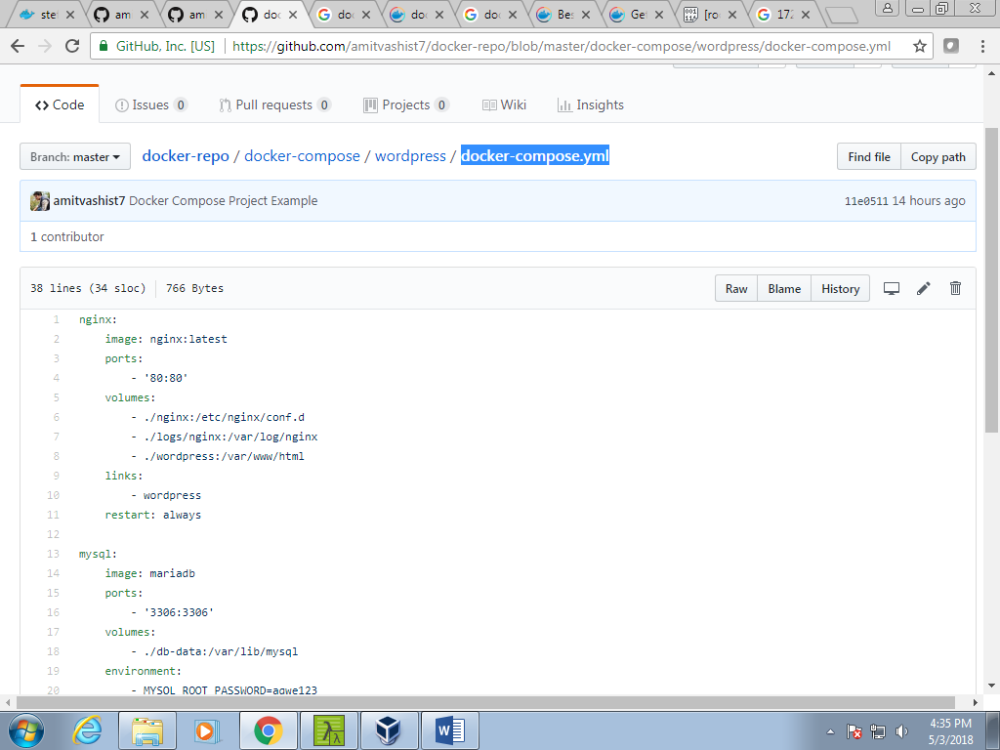 ste
am
am
doc
doc
doc
doc
Bes
Ge
[ro
17.
GitHub, Inc. [US] https://github.com/amitvashist7/docker-repo/blob/master/docker-compose/wordpress/docker-compose.yml
Code Issues 0 Pull requests 0 Projects 0 Wiki Insights
Branch: master docker-repo / docker-compose / wordpress / docker-compose.yml Find file Copy path
amitvashist7 Docker Compose Project Example 11e0511 14 hours ago
1 contributor
38 lines (34 sloc) 766 Bytes Raw Blame History
1 nginx:
2 image: nginx:latest
3 ports:
4 - '80:80'
5 volumes:
6 - ./nginx:/etc/nginx/conf.d
7 - ./logs/nginx:/var/log/nginx
8 - ./wordpress:/var/www/html
9 links:
10 - wordpress
11 restart: always
12
13 mysql:
14 image: mariadb
15 ports:
16 - '3306:3306'
17 volumes:
18 - ./db-data:/var/lib/mysql
19 environment:
20 - MYSQL_ROOT_PASSWORD=aqwe123
4:35 PM
5/3/2018